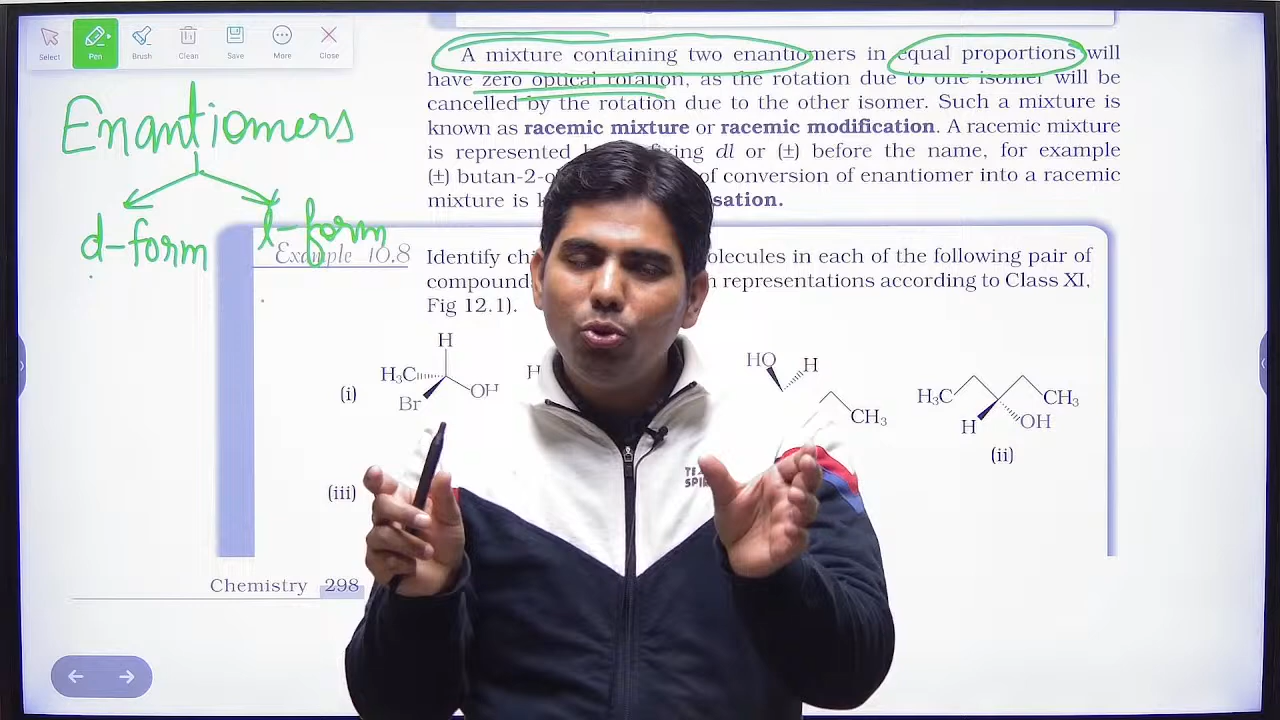 Select Pen Brush Clean Save More Close
A mixture containing two enantiomers in equal proportions will
have zero optical rotation, as the rotation due to one isomer will be
cancelled by the rotation due to the other isomer. Such a mixture is
known as racemic mixture or racemic modification. A racemic mixture
is represented by fixing dl or (±) before the name, for example
(±) butan-2-o of conversion of enantiomer into a racemic
mixture is k sation.
Enantiomers
d-form l-form
Example 10.8
Identify chi olecules in each of the following pair of
compound n representations according to Class XI,
Fig 12.1).
(i) H H₃C Br OH H
HO H CH₃
H₃C CH₃ H OH
(ii)
(iii)
Chemistry 298